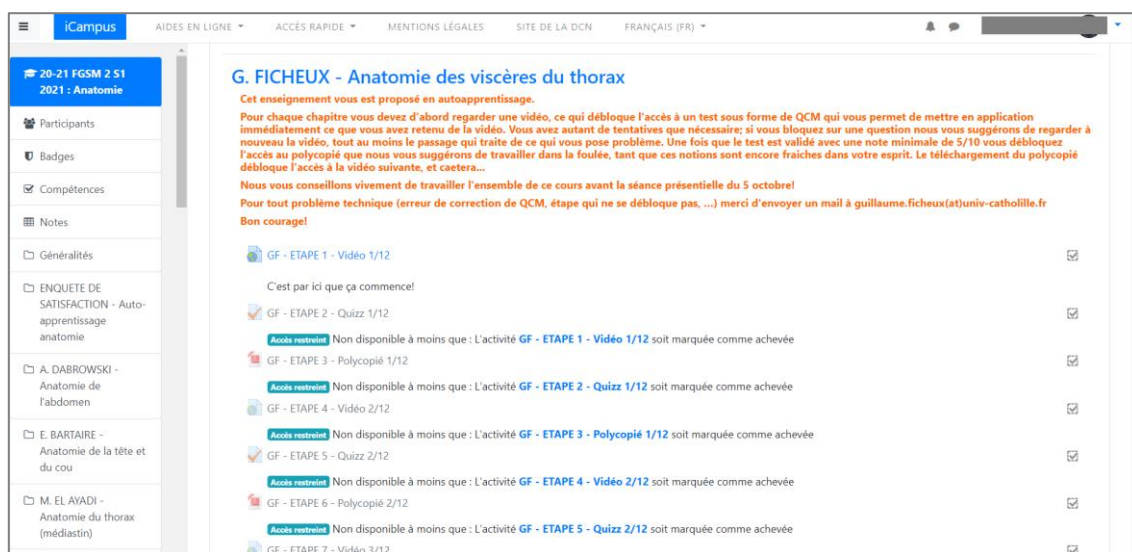 iCampus
AIDES EN LIGNE
ACCÈS RAPIDE
MENTIONS LÉGALES
SITE DE LA DCN
FRANÇAIS (FR)
20-21 FGSM 2 S1
2021 : Anatomie
Participants
Badges
Compétences
Notes
Généralités
ENQUETE DE
SATISFACTION - Auto-
apprentissage
anatomie
A. DABROWSKI -
Anatomie de
l'abdomen
E. BARTAIRE -
Anatomie de la tête et
du cou
M. EL AYADI -
Anatomie du thorax
(médiastin)
G. FICHEUX - Anatomie des viscères du thorax
Cet enseignement vous est proposé en autoapprentissage.
Pour chaque chapitre vous devez d'abord regarder une vidéo, ce qui débloque l'accès à un test sous forme de QCM qui vous permet de mettre en application
immédiatement ce que vous avez retenu de la vidéo. Vous avez autant de tentatives que nécessaire; si vous bloquez sur une question nous vous suggérons de regarder à
nouveau la vidéo, tout au moins le passage qui traite de ce qui vous pose problème. Une fois que le test est validé avec une note minimale de 5/10 vous débloquez
l'accès au polycopié que nous vous suggérons de travailler dans la foulée, tant que ces notions sont encore fraiches dans votre esprit. Le téléchargement du polycopié
débloque l'accès à la vidéo suivante, et caetera...
Nous vous conseillons vivement de travailler l'ensemble de ce cours avant la séance présentielle du 5 octobre!
Pour tout problème technique (erreur de correction de QCM, étape qui ne se débloque pas, ...) merci d'envoyer un mail à guillaume.ficheux(at)univ-catholille.fr
Bon courage!
GF - ETAPE 1 - Vidéo 1/12
C'est par ici que ça commence!
GF - ETAPE 2 - Quizz 1/12
Accès restreint Non disponible à moins que : L'activité GF - ETAPE 1 - Vidéo 1/12 soit marquée comme achevée
GF - ETAPE 3 - Polycopié 1/12
Accès restreint Non disponible à moins que : L'activité GF - ETAPE 2 - Quizz 1/12 soit marquée comme achevée
GF - ETAPE 4 - Vidéo 2/12
Accès restreint Non disponible à moins que : L'activité GF - ETAPE 3 - Polycopié 1/12 soit marquée comme achevée
GF - ETAPE 5 - Quizz 2/12
Accès restreint Non disponible à moins que : L'activité GF - ETAPE 4 - Vidéo 2/12 soit marquée comme achevée
GF - ETAPE 6 - Polycopié 2/12
Accès restreint Non disponible à moins que : L'activité GF - ETAPE 5 - Quizz 2/12 soit marquée comme achevée
GF - ETAPE 7 - Vidéo 3/12